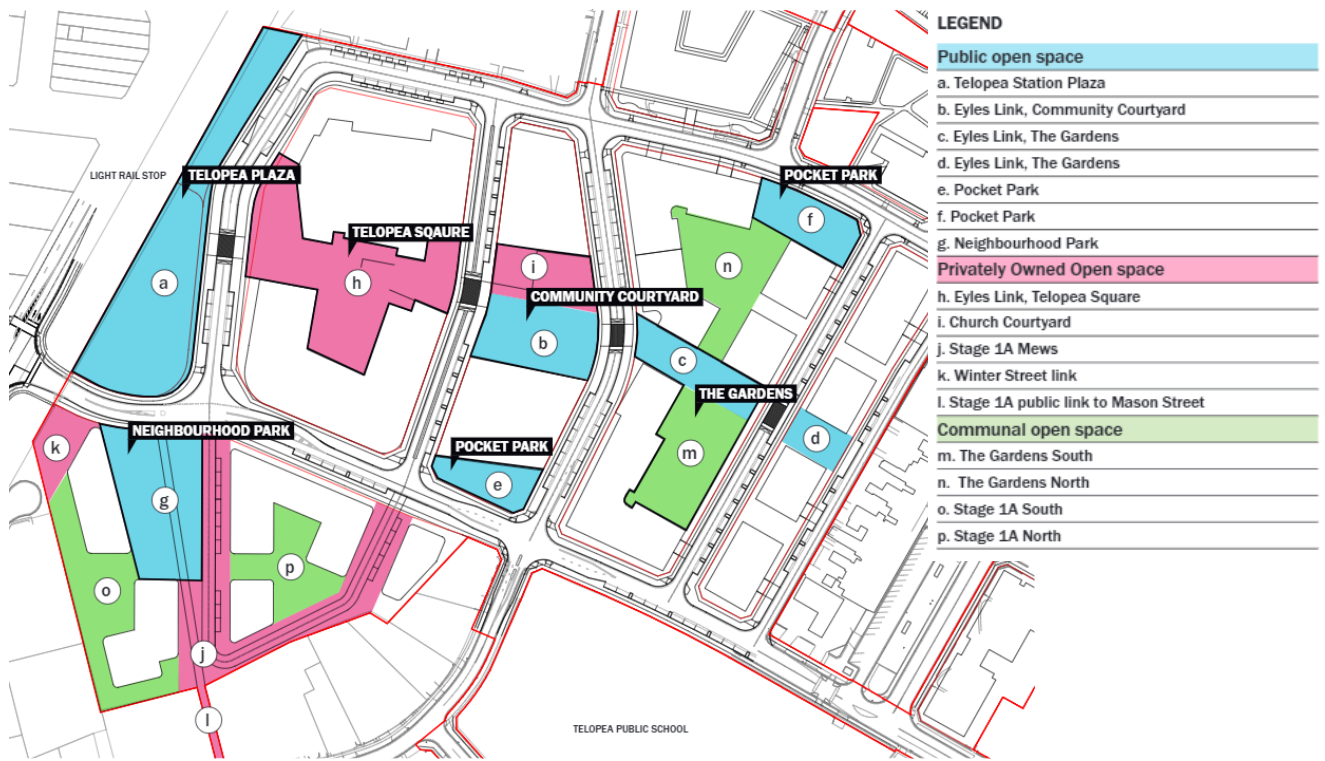 LEGEND
Public open space
a. Telopea Station Plaza
b. Eyles Link, Community Courtyard
c. Eyles Link, The Gardens
d. Eyles Link, The Gardens
e. Pocket Park
f. Pocket Park
g. Neighbourhood Park
Privately Owned Open space
h. Eyles Link, Telopea Square
i. Church Courtyard
j. Stage 1A Mews
k. Winter Street link
l. Stage 1A public link to Mason Street
Communal open space
m. The Gardens South
n. The Gardens North
o. Stage 1A South
p. Stage 1A North
LIGHT RAIL STOP
TELOPEA PLAZA
POCKET PARK
f
TELOPEA SQAURE
n
i
a
h
COMMUNITY COURTYARD
b
c
THE GARDENS
NEIGHBOURHOOD PARK
d
k
POCKET PARK
m
e
g
p
o
j
l
TELOPEA PUBLIC SCHOOL